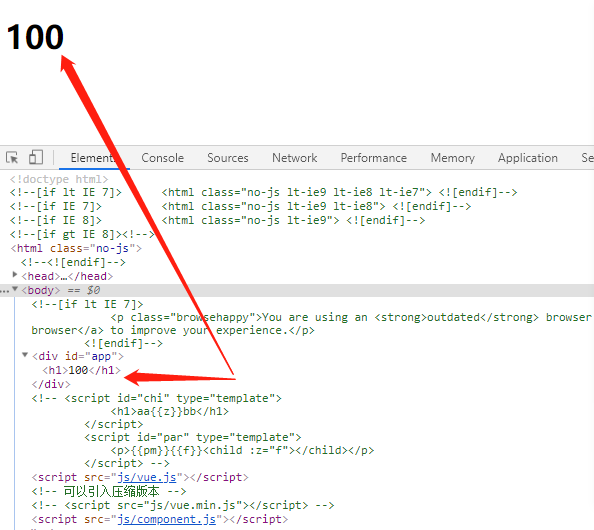 100
Elements Console Sources Network Performance Memory Application Se
<!doctype html>
<!--[if lt IE 7]> <html class="no-js lt-ie9 lt-ie8 lt-ie7"> <![endif]-->
<!--[if IE 7]> <html class="no-js lt-ie9 lt-ie8"> <![endif]-->
<!--[if IE 8]> <html class="no-js lt-ie9"> <![endif]-->
<!--[if gt IE 8]><!-->
<html class="no-js">
<!--<![endif]-->
<head>…</head>
<body> == $0
<!--[if lt IE 7]>
<p class="browsehappy">You are using an <strong>outdated</strong> browser
browser</a> to improve your experience.</p>
<![endif]-->
<div id="app">
<h1>100</h1>
</div>
<!-- <script id="chi" type="template">
<h1>aa{{z}}bb</h1>
</script>
<script id="par" type="template">
<p>{{pm}}{{f}}<child :z="f"></child></p>
</script> -->
<script src="js/vue.js"></script>
<!-- 可以引入压缩版本 -->
<!-- <script src="js/vue.min.js"></script> -->
<script src="js/component.js"></script>